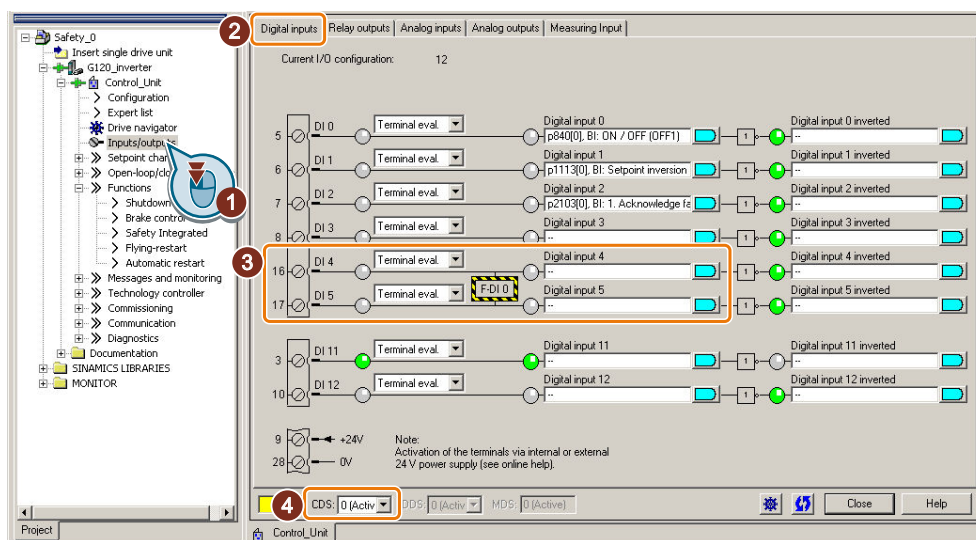 Safety_0
Insert single drive unit
G120_inverter
Control_Unit
Configuration
Expert list
Drive navigator
Inputs/outputs
Setpoint chan
Open-loop/clo
Functions
Shutdown
Brake control
Safety Integrated
Flying-restart
Automatic restart
Messages and monitoring
Technology controller
Commissioning
Communication
Diagnostics
Documentation
SINAMICS LIBRARIES
MONITOR
Project
1
2
Digital inputs Relay outputs Analog inputs Analog outputs Measuring Input
Current I/O configuration: 12
Digital input 0 Digital input 0 inverted
5 DI 0 Terminal eval. p840[0], BI: ON / OFF (OFF1) 1 --
Digital input 1 Digital input 1 inverted
6 DI 1 Terminal eval. p1113[0], BI: Setpoint inversion 1 --
Digital input 2 Digital input 2 inverted
7 DI 2 Terminal eval. p2103[0], BI: 1. Acknowledge fa 1 --
Digital input 3 Digital input 3 inverted
8 DI 3 Terminal eval. -- 1 --
3
Digital input 4 Digital input 4 inverted
16 DI 4 Terminal eval. -- 1 --
F-DI 0
Digital input 5 Digital input 5 inverted
17 DI 5 Terminal eval. -- 1 --
Digital input 11 Digital input 11 inverted
3 DI 11 Terminal eval. -- 1 --
Digital input 12 Digital input 12 inverted
10 DI 12 Terminal eval. -- 1 --
9 +24V Note:
Activation of the terminals via internal or external
28 0V 24 V power supply (see online help).
4 CDS: 0 (Activ DDS: 0 (Activ MDS: 0 (Active) Close Help
Control_Unit